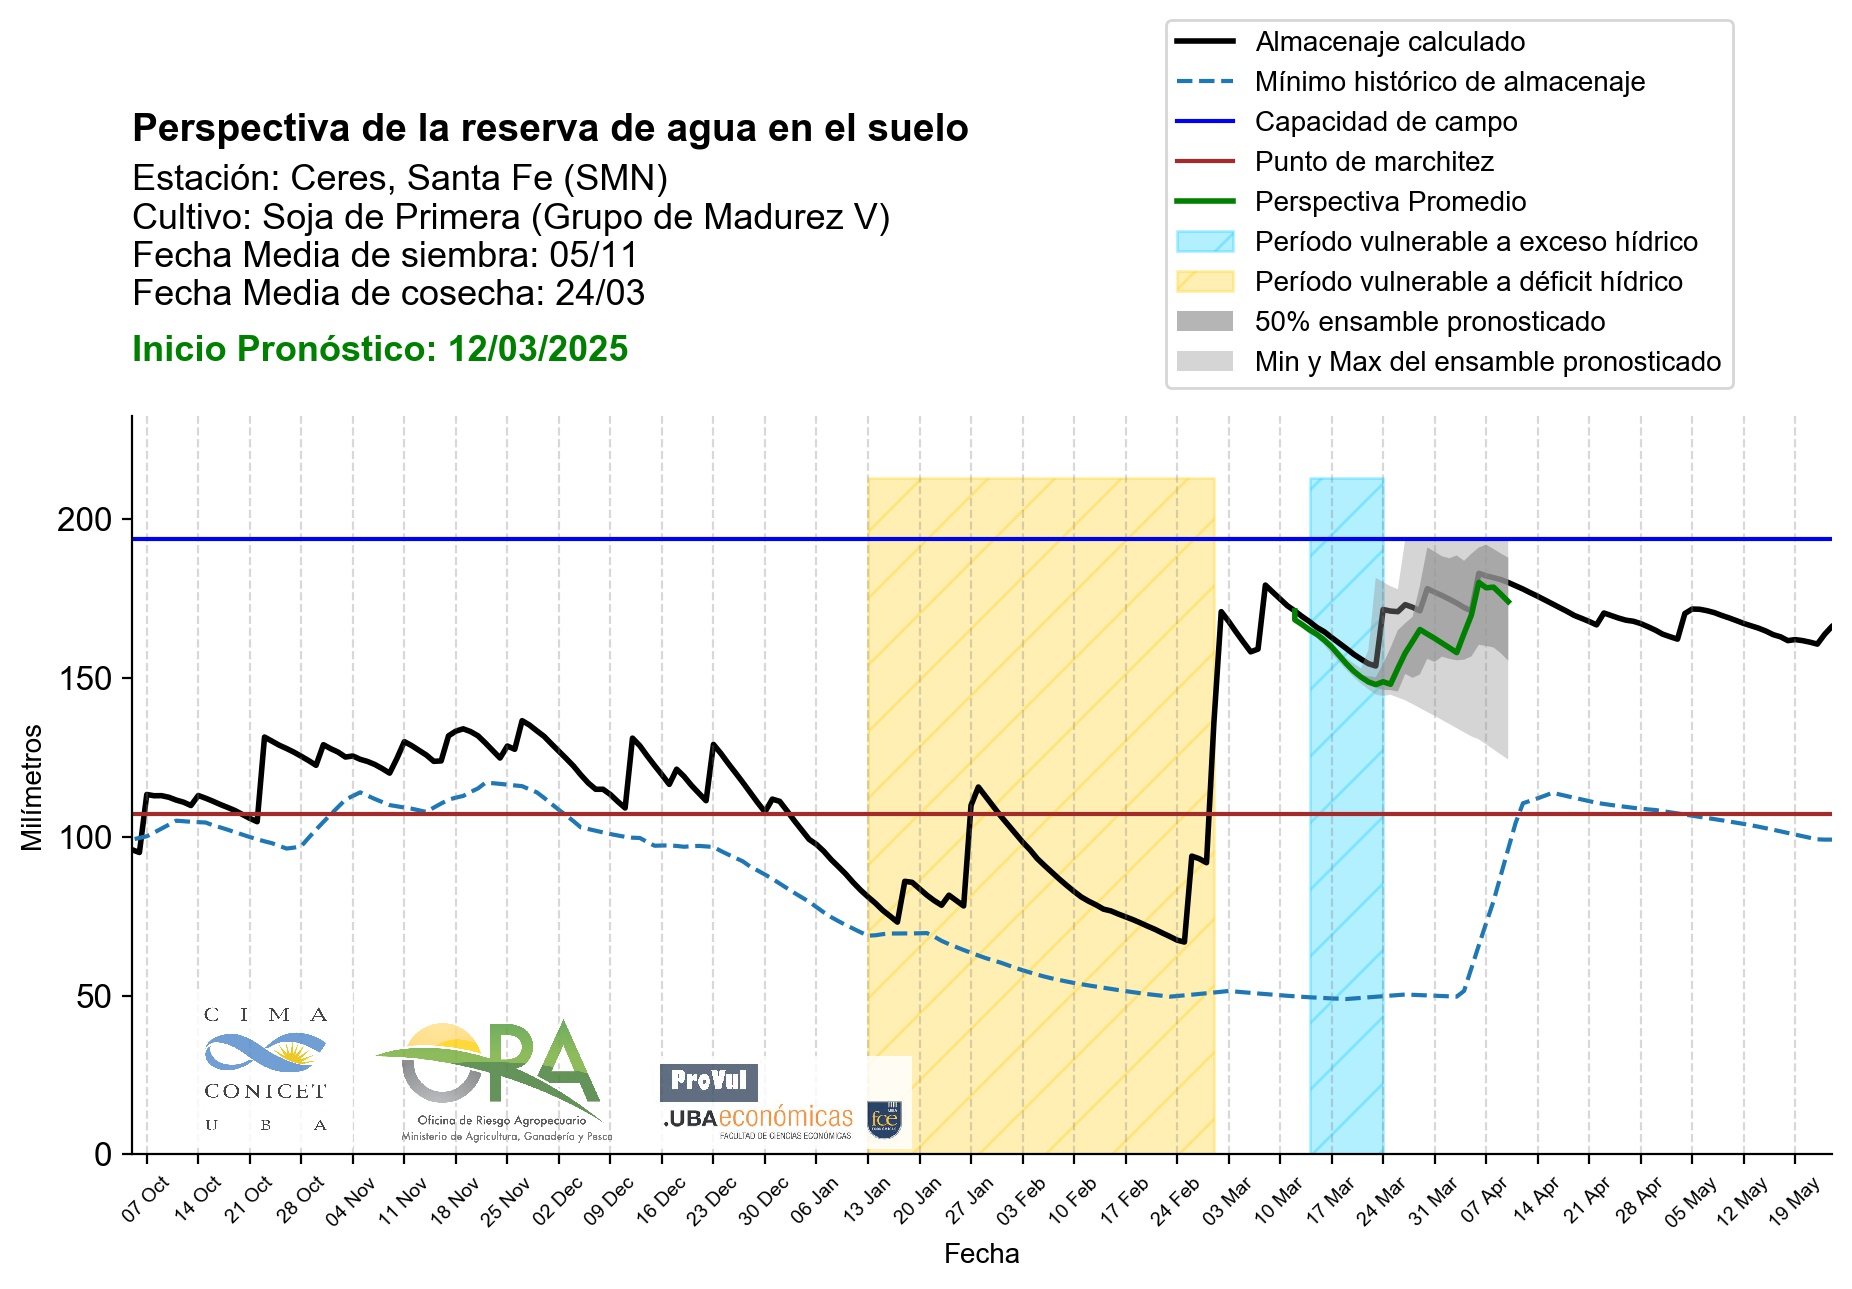 Almacenaje calculado
Mínimo histórico de almacenaje
Capacidad de campo
Punto de marchitez
Perspectiva Promedio
Período vulnerable a exceso hídrico
Período vulnerable a déficit hídrico
50% ensamble pronosticado
Min y Max del ensamble pronosticado
Perspectiva de la reserva de agua en el suelo
Estación: Ceres, Santa Fe (SMN)
Cultivo: Soja de Primera (Grupo de Madurez V)
Fecha Media de siembra: 05/11
Fecha Media de cosecha: 24/03
Inicio Pronóstico: 12/03/2025
Milímetros
200
150
100
50
0
C I M A
CONICET
U B A
ORA
Oficina de Riesgo Agropecuario
Ministerio de Agricultura, Ganadería y Pesca
ProVul
.UBAeconómicas
FACULTAD DE CIENCIAS ECONÓMICAS
UBA
fce
07 Oct
14 Oct
21 Oct
28 Oct
04 Nov
11 Nov
18 Nov
25 Nov
02 Dec
09 Dec
16 Dec
23 Dec
30 Dec
06 Jan
13 Jan
20 Jan
27 Jan
03 Feb
10 Feb
17 Feb
24 Feb
03 Mar
10 Mar
17 Mar
24 Mar
31 Mar
07 Apr
14 Apr
21 Apr
28 Apr
05 May
12 May
19 May
Fecha